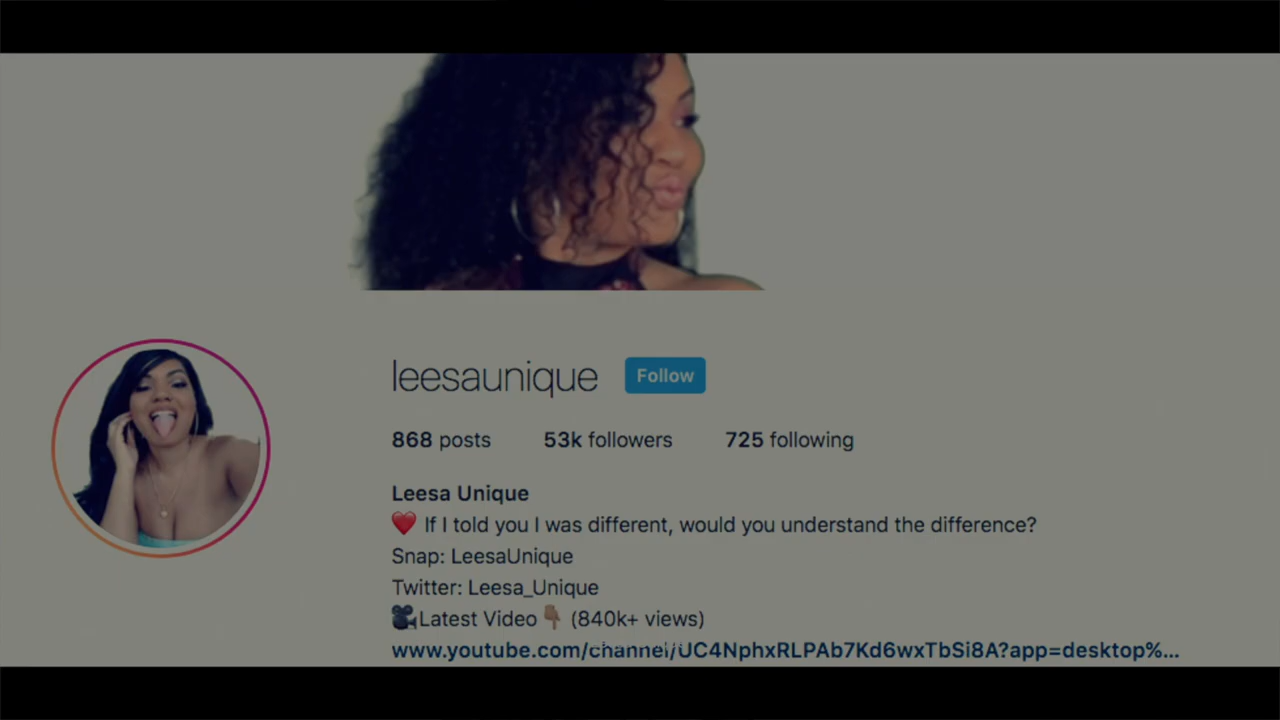 leesaunique Follow
868 posts 53k followers 725 following
Leesa Unique
❤️ If I told you I was different, would you understand the difference?
Snap: LeesaUnique
Twitter: Leesa_Unique
🎥Latest Video👇🏽 (840k+ views)
www.youtube.com/channel/UC4NphxRLPAb7Kd6wxTbSi8A?app=desktop%...